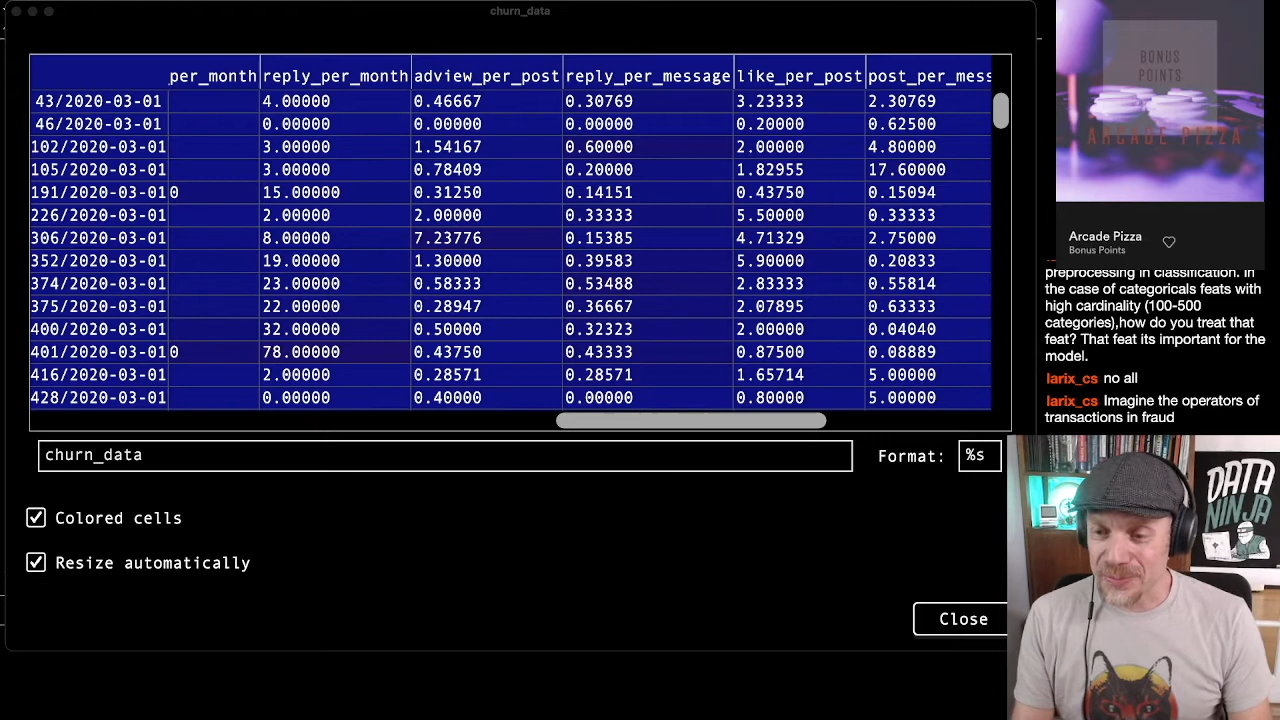 churn_data
per_month reply_per_month adview_per_post reply_per_message like_per_post post_per_mess
43/2020-03-01 4.00000 0.46667 0.30769 3.23333 2.30769
46/2020-03-01 0.00000 0.00000 0.00000 0.20000 0.62500
102/2020-03-01 3.00000 1.54167 0.60000 2.00000 4.80000
105/2020-03-01 3.00000 0.78409 0.20000 1.82955 17.60000
191/2020-03-01 0 15.00000 0.31250 0.14151 0.43750 0.15094
226/2020-03-01 2.00000 2.00000 0.33333 5.50000 0.33333
306/2020-03-01 8.00000 7.23776 0.15385 4.71329 2.75000
352/2020-03-01 19.00000 1.30000 0.39583 5.90000 0.20833
374/2020-03-01 23.00000 0.58333 0.53488 2.83333 0.55814
375/2020-03-01 22.00000 0.28947 0.36667 2.07895 0.63333
400/2020-03-01 32.00000 0.50000 0.32323 2.00000 0.04040
401/2020-03-01 0 78.00000 0.43750 0.43333 0.87500 0.08889
416/2020-03-01 2.00000 0.28571 0.28571 1.65714 5.00000
428/2020-03-01 0.00000 0.40000 0.00000 0.80000 5.00000
churn_data Format: %s
Colored cells
Resize automatically
Close
BONUS
POINTS
ARCADE PIZZA
Arcade Pizza
Bonus Points
preprocessing in classification. In
the case of categoricals feats with
high cardinality (100-500
categories),how do you treat that
feat? That feat its important for the
model.
larix_cs no all
larix_cs Imagine the operators of
transactions in fraud
DATA
NINJA